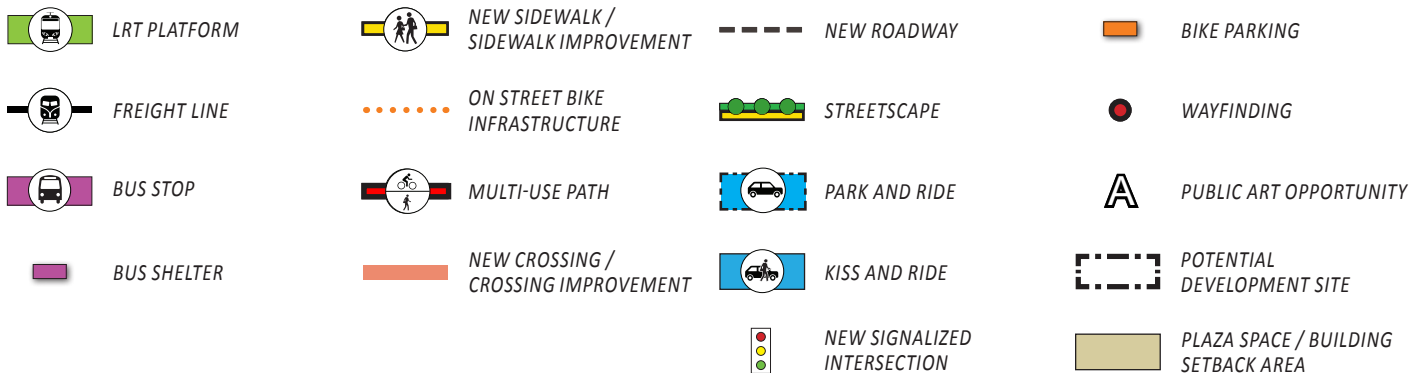 LRT PLATFORM
FREIGHT LINE
BUS STOP
BUS SHELTER
NEW SIDEWALK /
SIDEWALK IMPROVEMENT
ON STREET BIKE
INFRASTRUCTURE
MULTI-USE PATH
NEW CROSSING /
CROSSING IMPROVEMENT
NEW ROADWAY
STREETSCAPE
PARK AND RIDE
KISS AND RIDE
NEW SIGNALIZED
INTERSECTION
BIKE PARKING
WAYFINDING
A
PUBLIC ART OPPORTUNITY
POTENTIAL
DEVELOPMENT SITE
PLAZA SPACE / BUILDING
SETBACK AREA